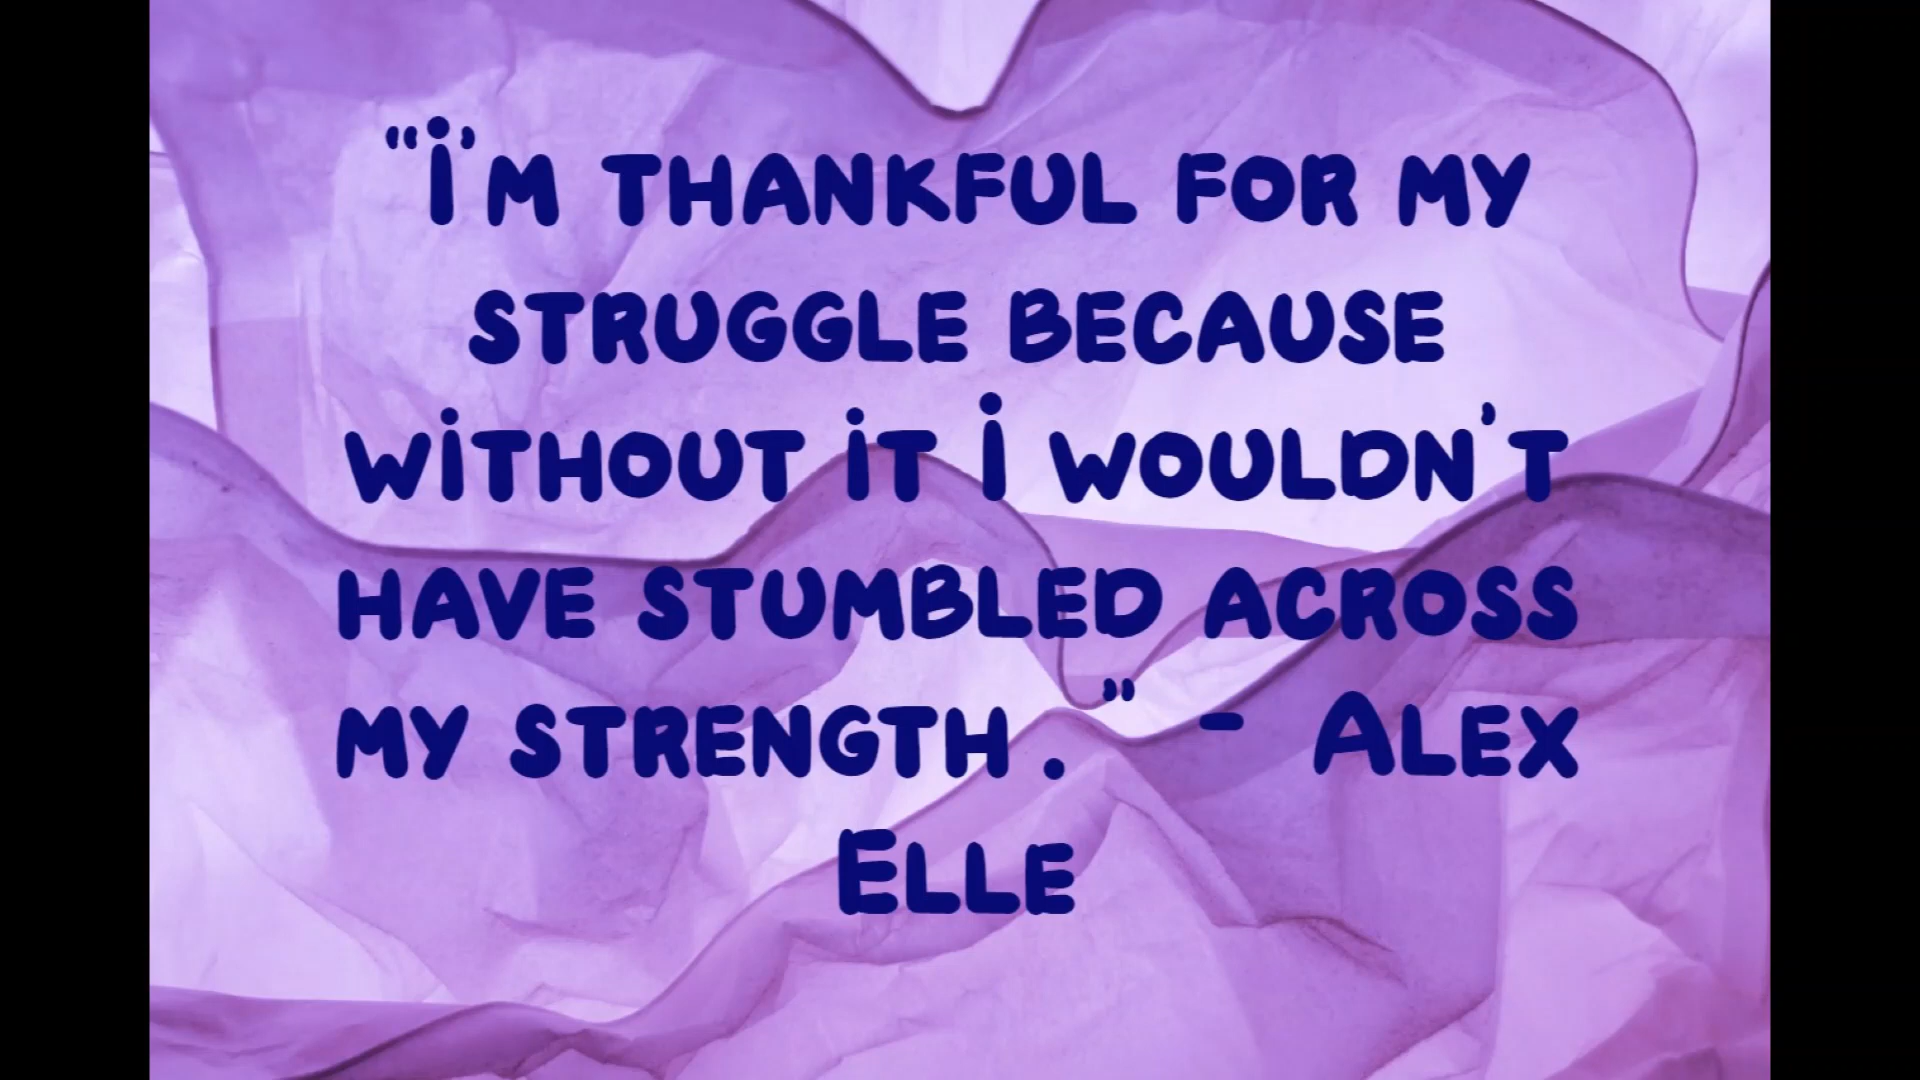 "I'm thankful for my
struggle because
without it I wouldn't
have stumbled across
my strength." - Alex
Elle